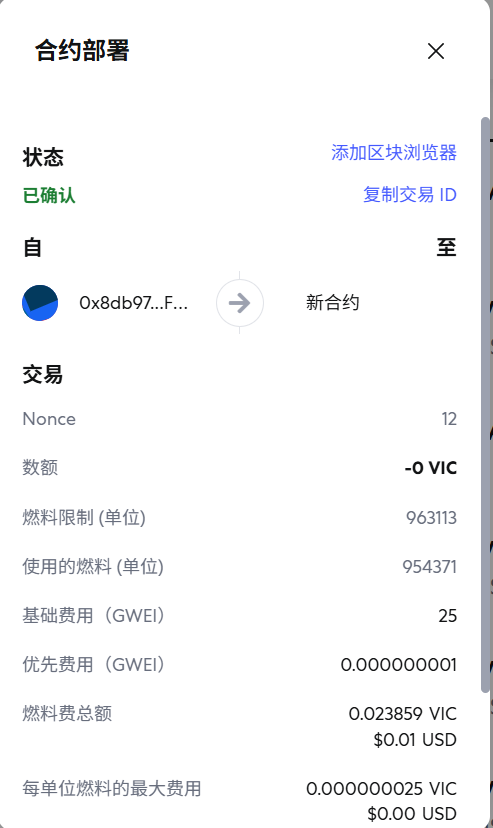 合约部署
状态
添加区块浏览器
已确认
复制交易 ID
自
至
0x8db97...F...
新合约
交易
Nonce
12
数额
-0 VIC
燃料限制 (单位)
963113
使用的燃料 (单位)
954371
基础费用（GWEI）
25
优先费用（GWEI）
0.000000001
燃料费总额
0.023859 VIC
$0.01 USD
每单位燃料的最大费用
0.000000025 VIC
$0.00 USD